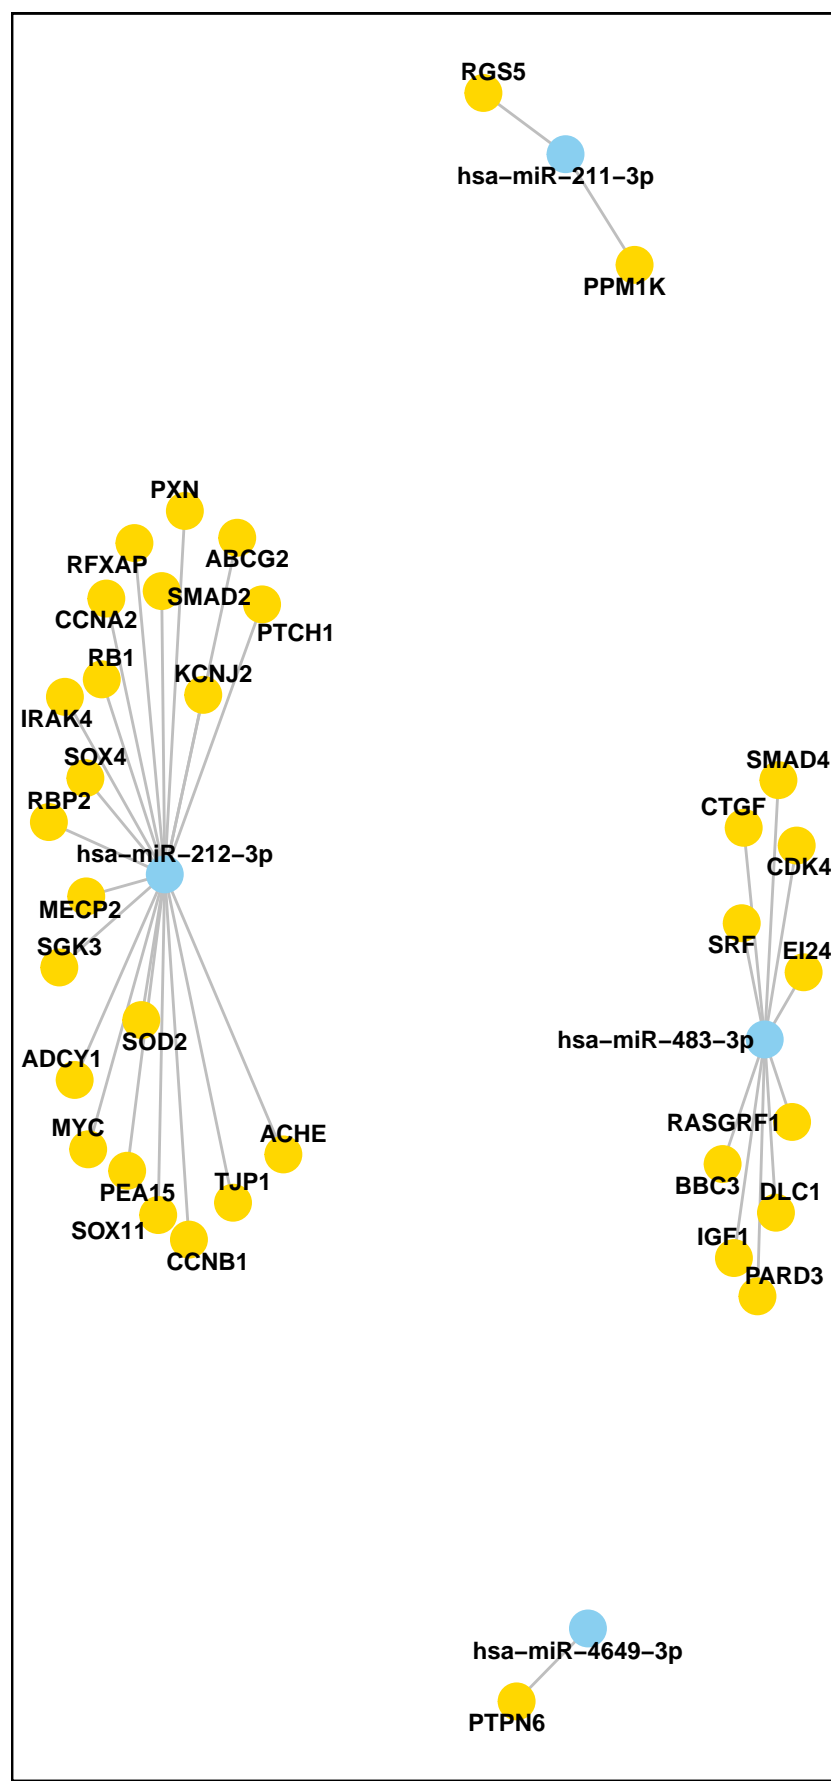 RGS5
hsa−miR−211−3p
PPM1K
PXN
ABCG2
RFXAP
SMAD2
CCNA2
PTCH1
RB1
KCNJ2
IRAK4
SOX4
SMAD4
RBP2
CTGF
hsa−miR−212−3p
CDK4
MECP2
SGK3
SRF
EI24
SOD2
hsa−miR−483−3p
ADCY1
RASGRF1
MYC
ACHE
PEA15
TJP1
BBC3
DLC1
SOX11
IGF1
CCNB1
PARD3
hsa−miR−4649−3p
PTPN6